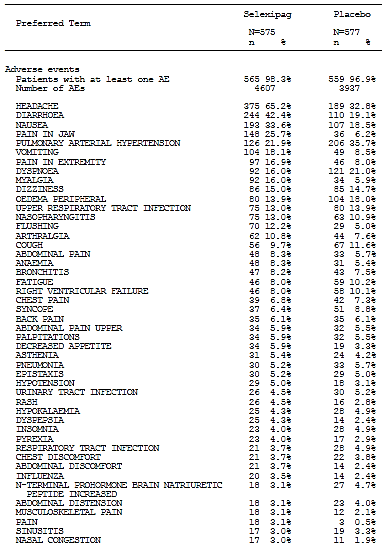 Selexipag Placebo
Preferred Term
N=575 N=577
n % n %
Adverse events
Patients with at least one AE 565 98.3% 559 96.9%
Number of AEs 4607 3937
HEADACHE 375 65.2% 189 32.8%
DIARRHOEA 244 42.4% 110 19.1%
NAUSEA 193 33.6% 107 18.5%
PAIN IN JAW 148 25.7% 36 6.2%
PULMONARY ARTERIAL HYPERTENSION 126 21.9% 206 35.7%
VOMITING 104 18.1% 49 8.5%
PAIN IN EXTREMITY 97 16.9% 46 8.0%
DYSPNOEA 92 16.0% 121 21.0%
MYALGIA 92 16.0% 34 5.9%
DIZZINESS 86 15.0% 85 14.7%
OEDEMA PERIPHERAL 80 13.9% 104 18.0%
UPPER RESPIRATORY TRACT INFECTION 75 13.0% 80 13.9%
NASOPHARYNGITIS 75 13.0% 63 10.9%
FLUSHING 70 12.2% 29 5.0%
ARTHRALGIA 62 10.8% 44 7.6%
COUGH 56 9.7% 67 11.6%
ABDOMINAL PAIN 48 8.3% 33 5.7%
ANAEMIA 48 8.3% 31 5.4%
BRONCHITIS 47 8.2% 43 7.5%
FATIGUE 46 8.0% 59 10.2%
RIGHT VENTRICULAR FAILURE 46 8.0% 58 10.1%
CHEST PAIN 39 6.8% 42 7.3%
SYNCOPE 37 6.4% 51 8.8%
BACK PAIN 35 6.1% 35 6.1%
ABDOMINAL PAIN UPPER 34 5.9% 32 5.5%
PALPITATIONS 34 5.9% 32 5.5%
DECREASED APPETITE 34 5.9% 19 3.3%
ASTHENIA 31 5.4% 24 4.2%
PNEUMONIA 30 5.2% 33 5.7%
EPISTAXIS 30 5.2% 29 5.0%
HYPOTENSION 29 5.0% 18 3.1%
URINARY TRACT INFECTION 26 4.5% 30 5.2%
RASH 26 4.5% 16 2.8%
HYPOKALAEMIA 25 4.3% 28 4.9%
DYSPEPSIA 25 4.3% 14 2.4%
INSOMNIA 23 4.0% 28 4.9%
PYREXIA 23 4.0% 17 2.9%
RESPIRATORY TRACT INFECTION 21 3.7% 28 4.9%
CHEST DISCOMFORT 21 3.7% 22 3.8%
ABDOMINAL DISCOMFORT 21 3.7% 14 2.4%
INFLUENZA 20 3.5% 14 2.4%
N-TERMINAL PROHORMONE BRAIN NATRIURETIC 18 3.1% 27 4.7%
PEPTIDE INCREASED
ABDOMINAL DISTENSION 18 3.1% 23 4.0%
MUSCULOSKELETAL PAIN 18 3.1% 12 2.1%
PAIN 18 3.1% 3 0.5%
SINUSITIS 17 3.0% 19 3.3%
NASAL CONGESTION 17 3.0% 11 1.9%